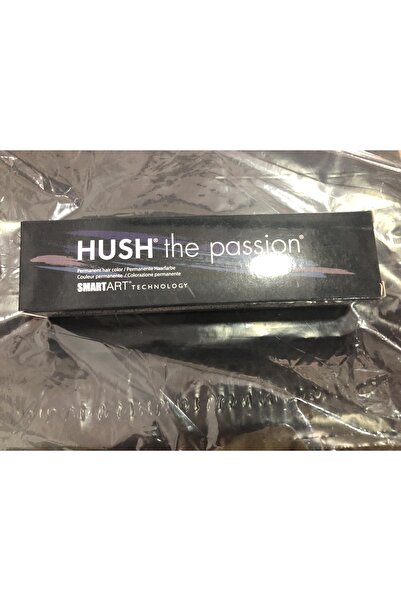 HUSH® the passion®
Permanent hair color / Permanente Haarfarbe
Couleur permanente / Colorazione permanente
SMARTART® TECHNOLOGY